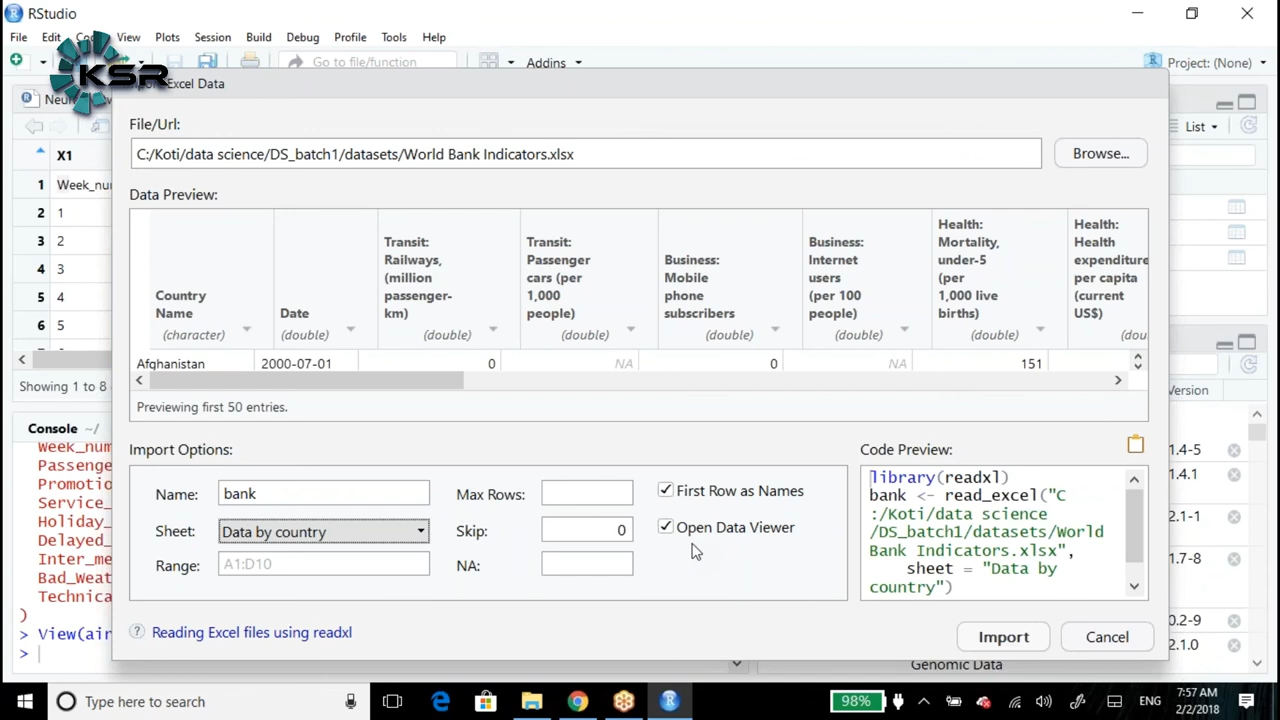 RStudio
File Edit Co View Plots Session Build Debug Profile Tools Help
Go to file/function Addins Project: (None)
KSR
Excel Data
File/Url:
C:/Koti/data science/DS_batch1/datasets/World Bank Indicators.xlsx
Browse...
Data Preview:
Country Name (character)
Date (double)
Transit: Railways, (million passenger-km) (double)
Transit: Passenger cars (per 1,000 people) (double)
Business: Mobile phone subscribers (double)
Business: Internet users (per 100 people) (double)
Health: Mortality, under-5 (per 1,000 live births) (double)
Health: Health expenditure per capita (current US$) (dou
Afghanistan 2000-07-01 0 NA 0 NA 151
Previewing first 50 entries.
Import Options:
Name: bank
Sheet: Data by country
Range: A1:D10
Max Rows:
Skip: 0
NA:
First Row as Names
Open Data Viewer
Code Preview:
library(readxl)
bank <- read_excel("C
:/Koti/data science
/DS_batch1/datasets/World
Bank Indicators.xlsx",
sheet = "Data by
country")
Reading Excel files using readxl
Import
Cancel
Neu
X1
1 Week_nu
2 1
3 2
4 3
5 4
6 5
Showing 1 to 8
Console ~/
Week_num
Passenge
Promotio
Service_
Holiday_
Delayed_
Inter_me
Bad_Weat
Technica
)
> View(air
>
List
Version
1.4-5
1.4.1
2.1-1
1.7-8
0.2-9
2.1.0
Genomic Data
Type here to search
98%
ENG
7:57 AM
2/2/2018